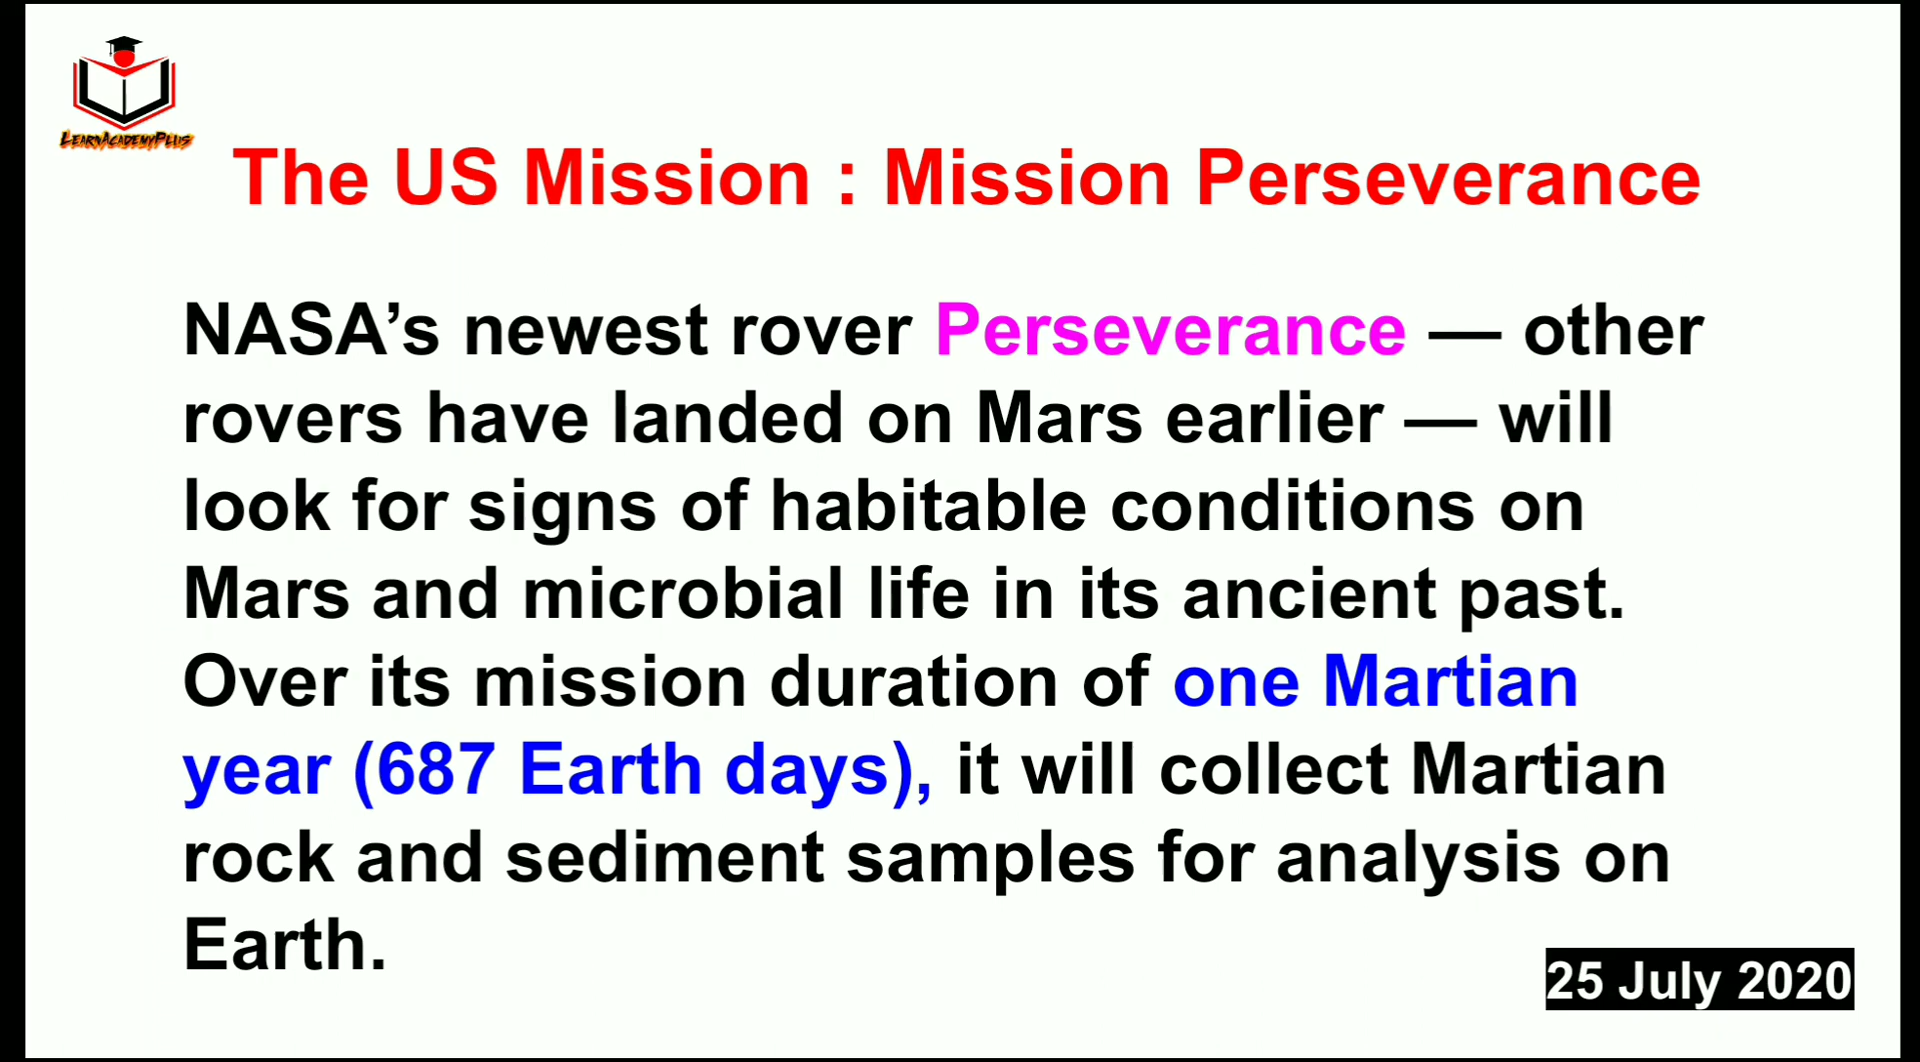 LearnAcademyPlus
The US Mission : Mission Perseverance
NASA’s newest rover Perseverance — other
rovers have landed on Mars earlier — will
look for signs of habitable conditions on
Mars and microbial life in its ancient past.
Over its mission duration of one Martian
year (687 Earth days), it will collect Martian
rock and sediment samples for analysis on
Earth.
25 July 2020